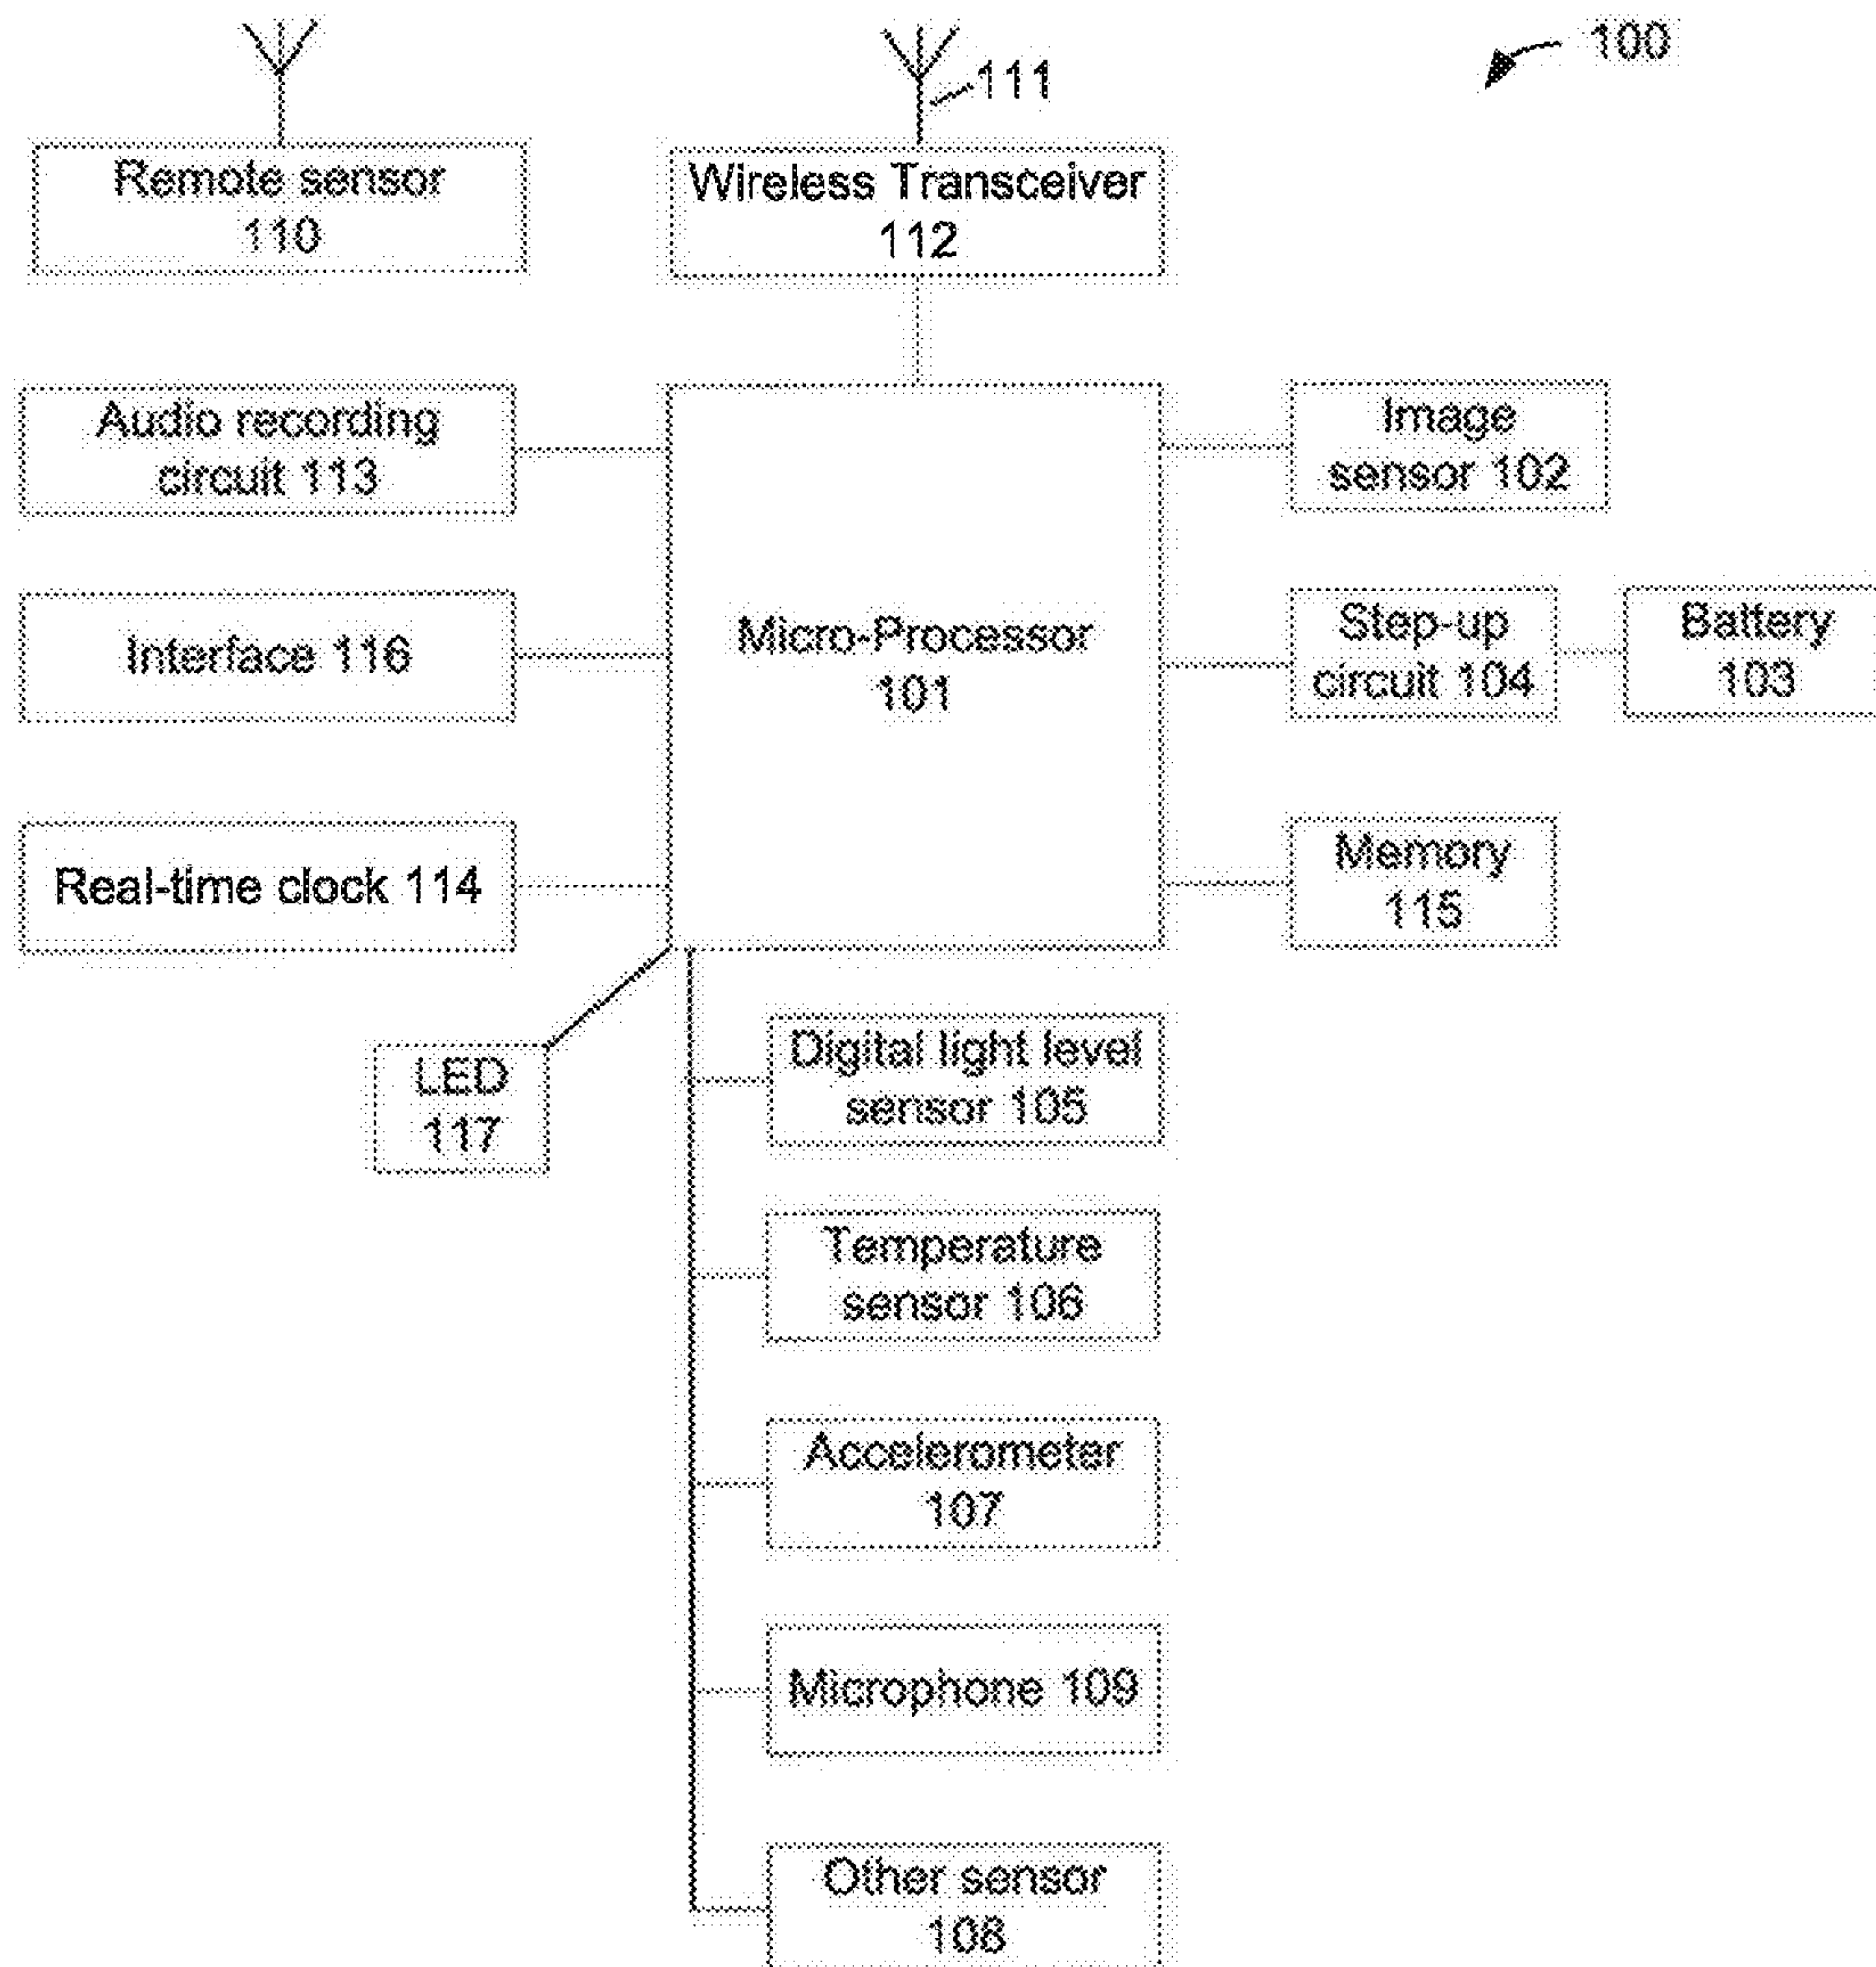 100
111
Remote sensor
110
Wireless Transceiver
112
Audio recording
circuit 113
Micro-Processor
101
Image
sensor 102
Interface 116
Step-up
circuit 104
Battery
103
Real-time clock 114
Memory
115
LED
117
Digital light level
sensor 105
Temperature
sensor 106
Accelerometer
107
Microphone 109
Other sensor
108